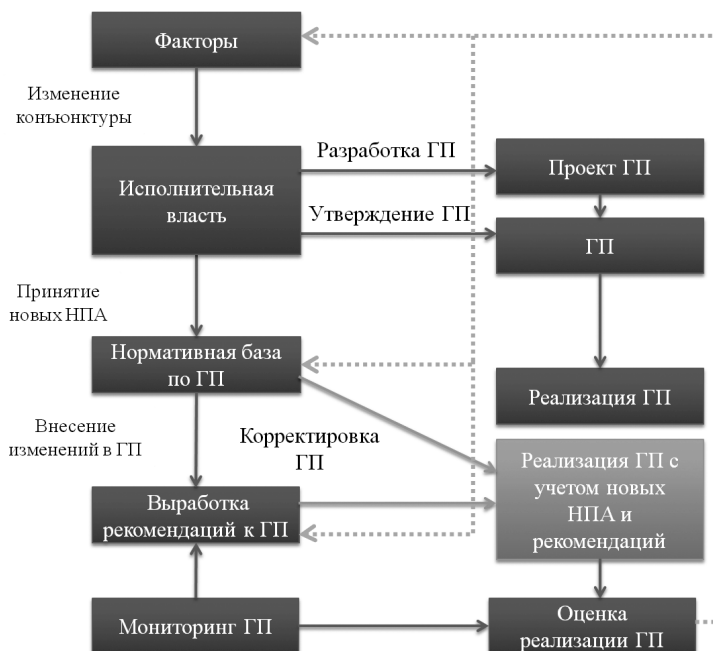 Факторы
Изменение
конъюнктуры
Исполнительная
власть
Разработка ГП
Проект ГП
Утверждение ГП
ГП
Принятие
новых НПА
Нормативная база
по ГП
Реализация ГП
Внесение
изменений в ГП
Корректировка
ГП
Реализация ГП с
учетом новых
НПА и
рекомендаций
Выработка
рекомендаций к ГП
Мониторинг ГП
Оценка
реализации ГП